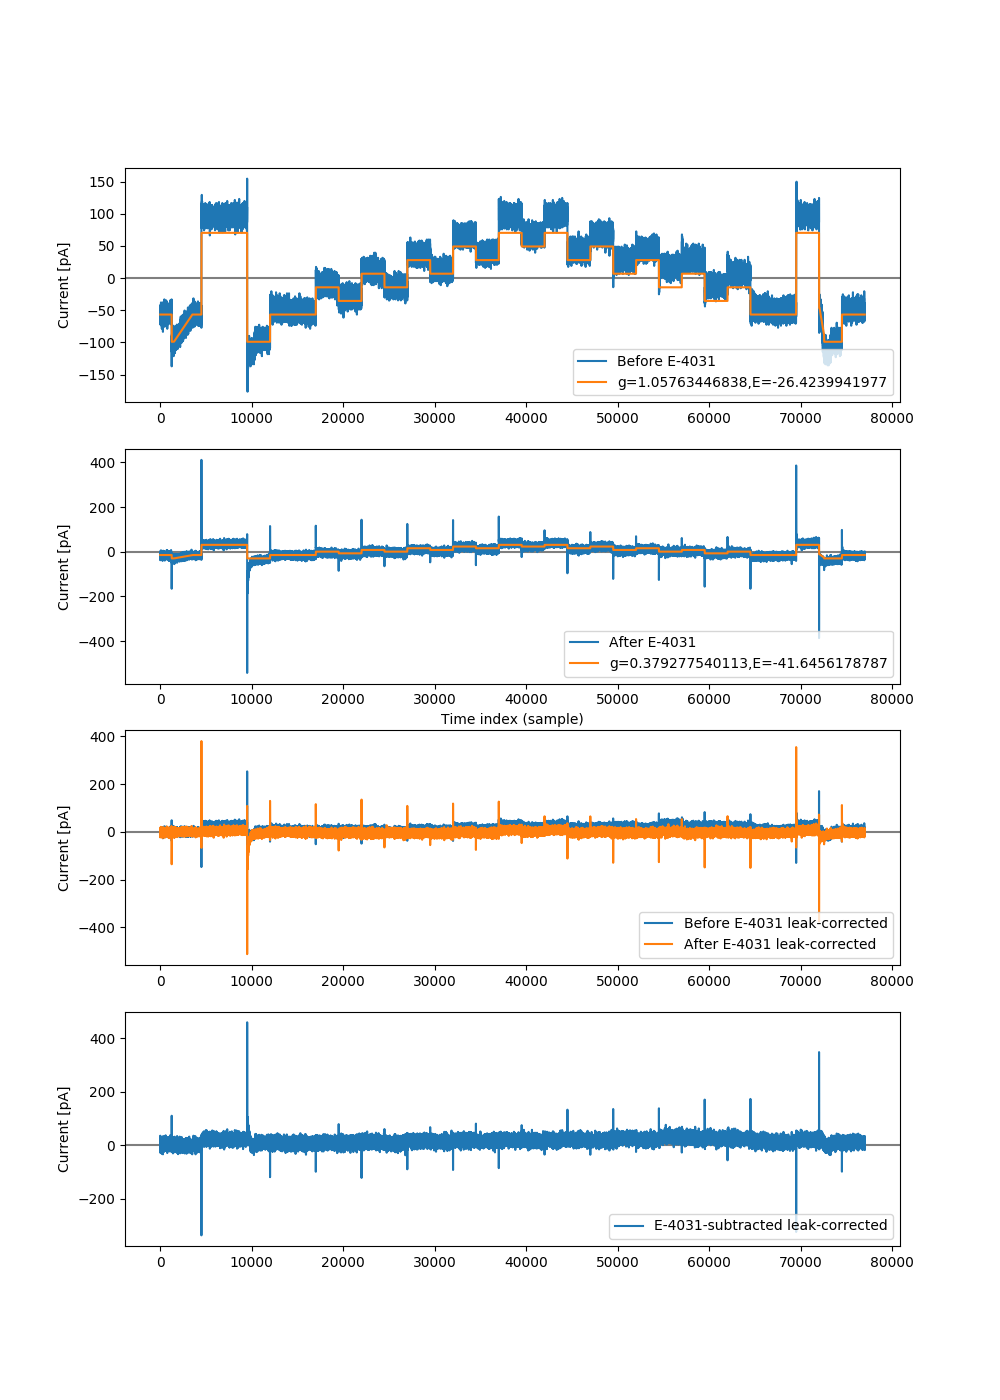 150
100
50
0
−50
−100
−150
Current [pA]
Before E-4031
g=1.05763446838,E=-26.4239941977
0 10000 20000 30000 40000 50000 60000 70000 80000
400
200
0
−200
−400
Current [pA]
After E-4031
g=0.379277540113,E=-41.6456178787
0 10000 20000 30000 40000 50000 60000 70000 80000
Time index (sample)
400
200
0
−200
−400
Current [pA]
Before E-4031 leak-corrected
After E-4031 leak-corrected
0 10000 20000 30000 40000 50000 60000 70000 80000
400
200
0
−200
Current [pA]
E-4031-subtracted leak-corrected
0 10000 20000 30000 40000 50000 60000 70000 80000